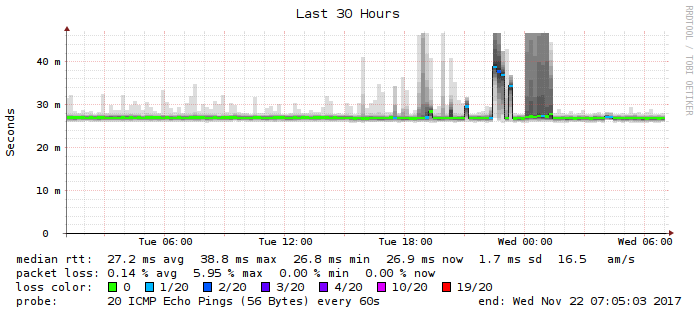 Last 30 Hours
RRDTOOL / TOBI OETIKER
Seconds
40 m
30 m
20 m
10 m
0
Tue 06:00 Tue 12:00 Tue 18:00 Wed 00:00 Wed 06:00
median rtt: 27.2 ms avg 38.8 ms max 26.8 ms min 26.9 ms now 1.7 ms sd 16.5 am/s
packet loss: 0.14 % avg 5.95 % max 0.00 % min 0.00 % now
loss color: 0 1/20 2/20 3/20 4/20 10/20 19/20
probe: 20 ICMP Echo Pings (56 Bytes) every 60s end: Wed Nov 22 07:05:03 2017